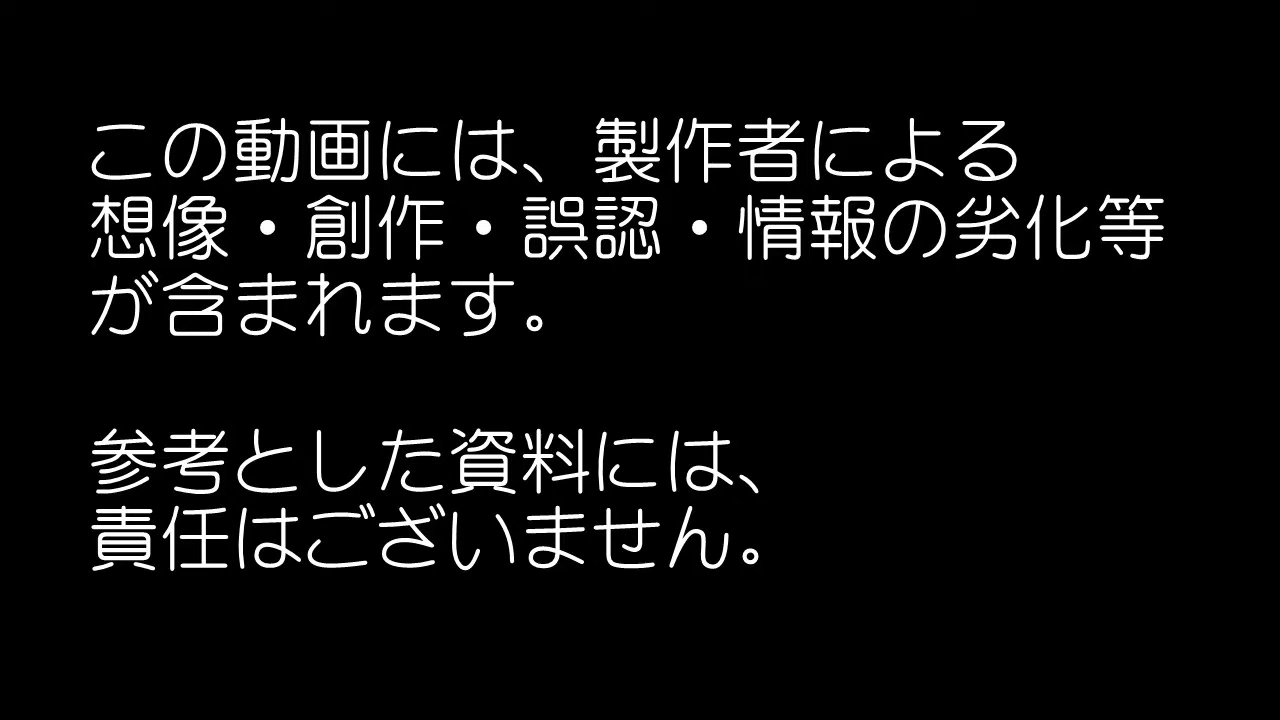 この動画には、製作者による
想像・創作・誤認・情報の劣化等
が含まれます。
参考とした資料には、
責任はございません。